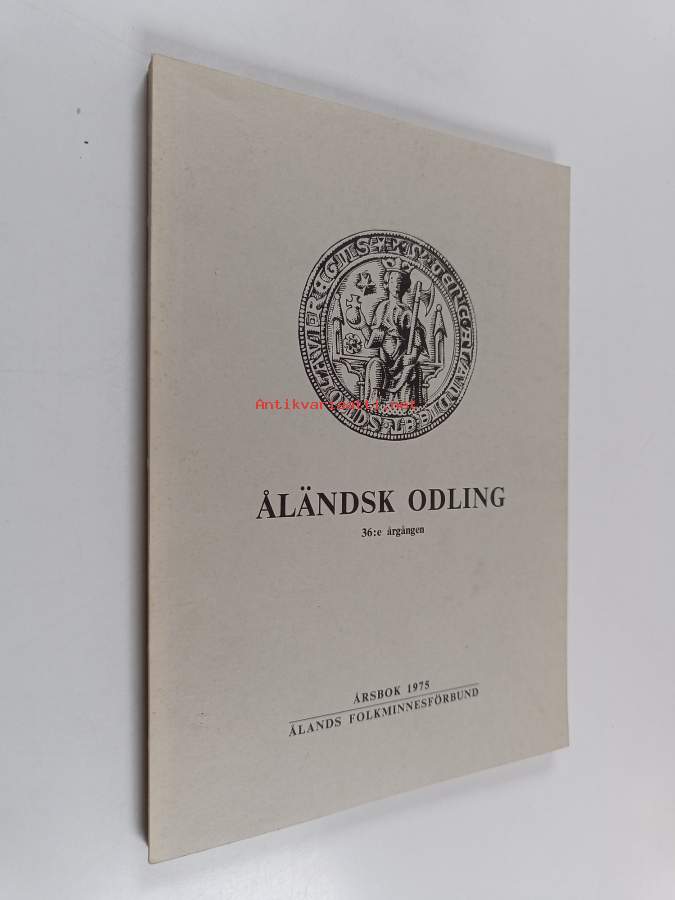 Antikvariaatti.net
ÅLÄNDSK ODLING
36:e årgången
ÅRSBOK 1975
ÅLANDS FOLKMINNESFÖRBUND